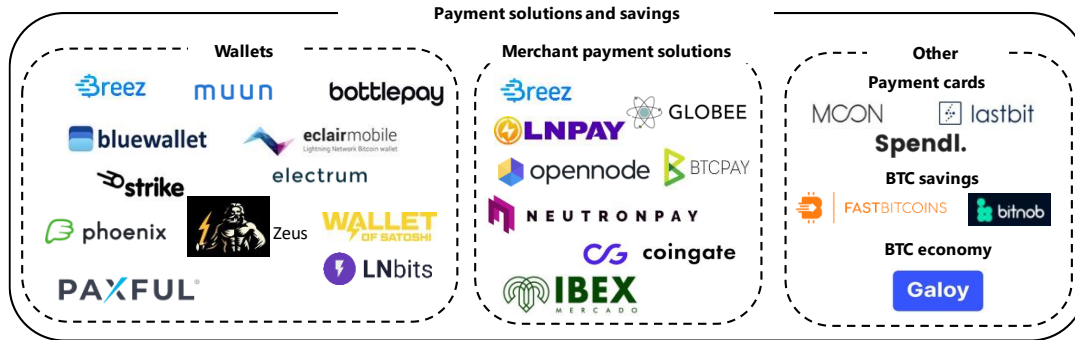 Payment solutions and savings
Wallets
Breez
muun
bottlepay
bluewallet
eclairmobile
Lightning Network Bitcoin wallet
strike
electrum
phoenix
Zeus
WALLET
OF SATOSHI
LNbits
PAXFUL
Merchant payment solutions
Breez
GLOBEE
LNPAY
opennode
BTCPAY
NEUTRONPAY
coingate
IBEX
MERCADO
Other
Payment cards
MOON
lastbit
Spendl.
BTC savings
FASTBITCOINS
bitnob
BTC economy
Galoy